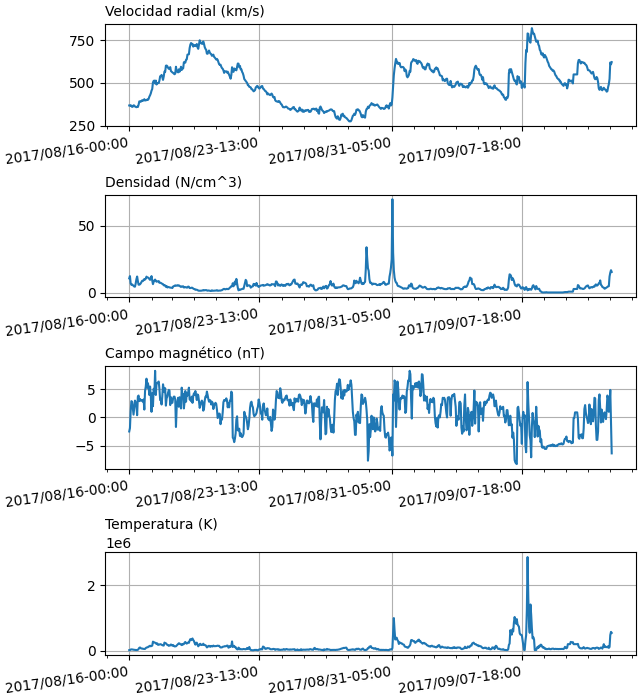 Velocidad radial (km/s)
750
500
250
2017/08/16-00:00 2017/08/23-13:00 2017/08/31-05:00 2017/09/07-18:00
Densidad (N/cm^3)
50
0
2017/08/16-00:00 2017/08/23-13:00 2017/08/31-05:00 2017/09/07-18:00
Campo magnético (nT)
5
0
−5
2017/08/16-00:00 2017/08/23-13:00 2017/08/31-05:00 2017/09/07-18:00
Temperatura (K)
1e6
2
0
2017/08/16-00:00 2017/08/23-13:00 2017/08/31-05:00 2017/09/07-18:00